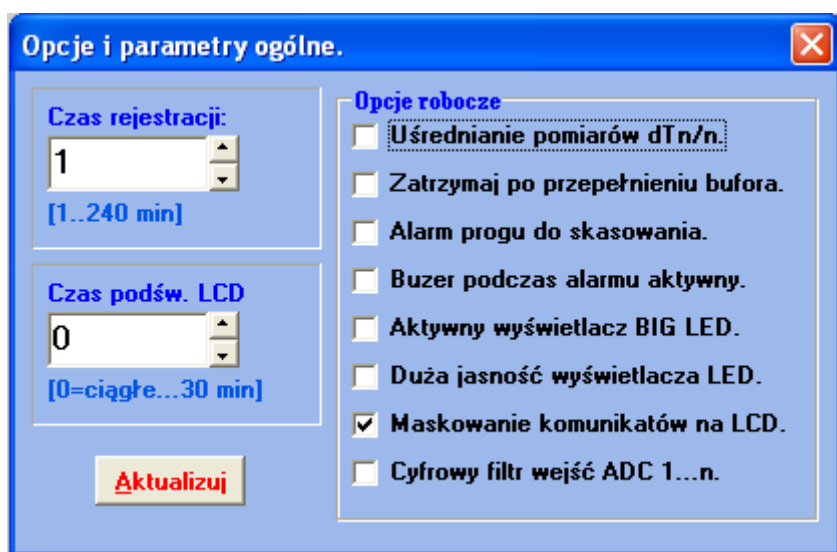 Opcje i parametry ogólne.
Czas rejestracji:
1
[1..240 min]
Czas podśw. LCD
0
[0=ciągłe...30 min]
Aktualizuj
Opcje robocze
Uśrednianie pomiarów dTn/n.
Zatrzymaj po przepełnieniu bufora.
Alarm progu do skasowania.
Buzer podczas alarmu aktywny.
Aktywny wyświetlacz BIG LED.
Duża jasność wyświetlacza LED.
Maskowanie komunikatów na LCD.
Cyfrowy filtr wejść ADC 1...n.